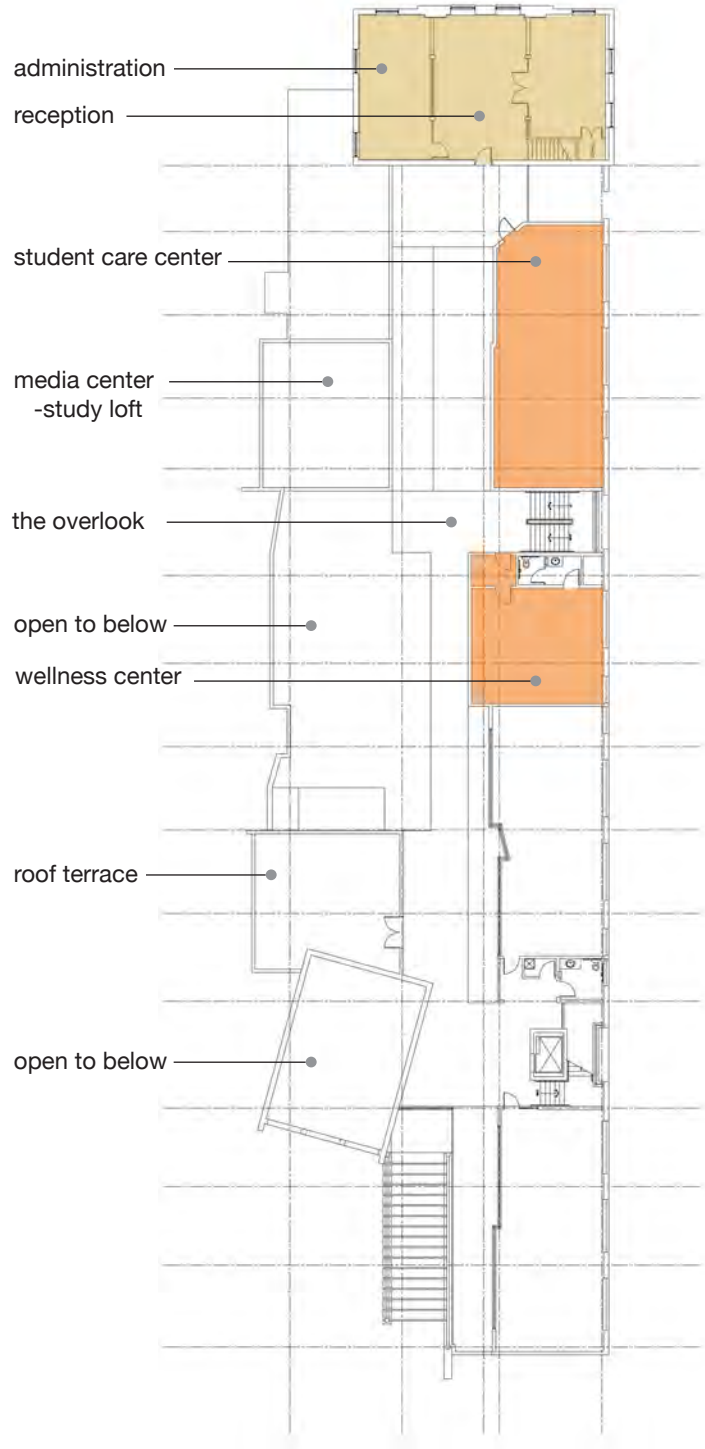 administration
reception
student care center
media center
-study loft
the overlook
open to below
wellness center
roof terrace
open to below